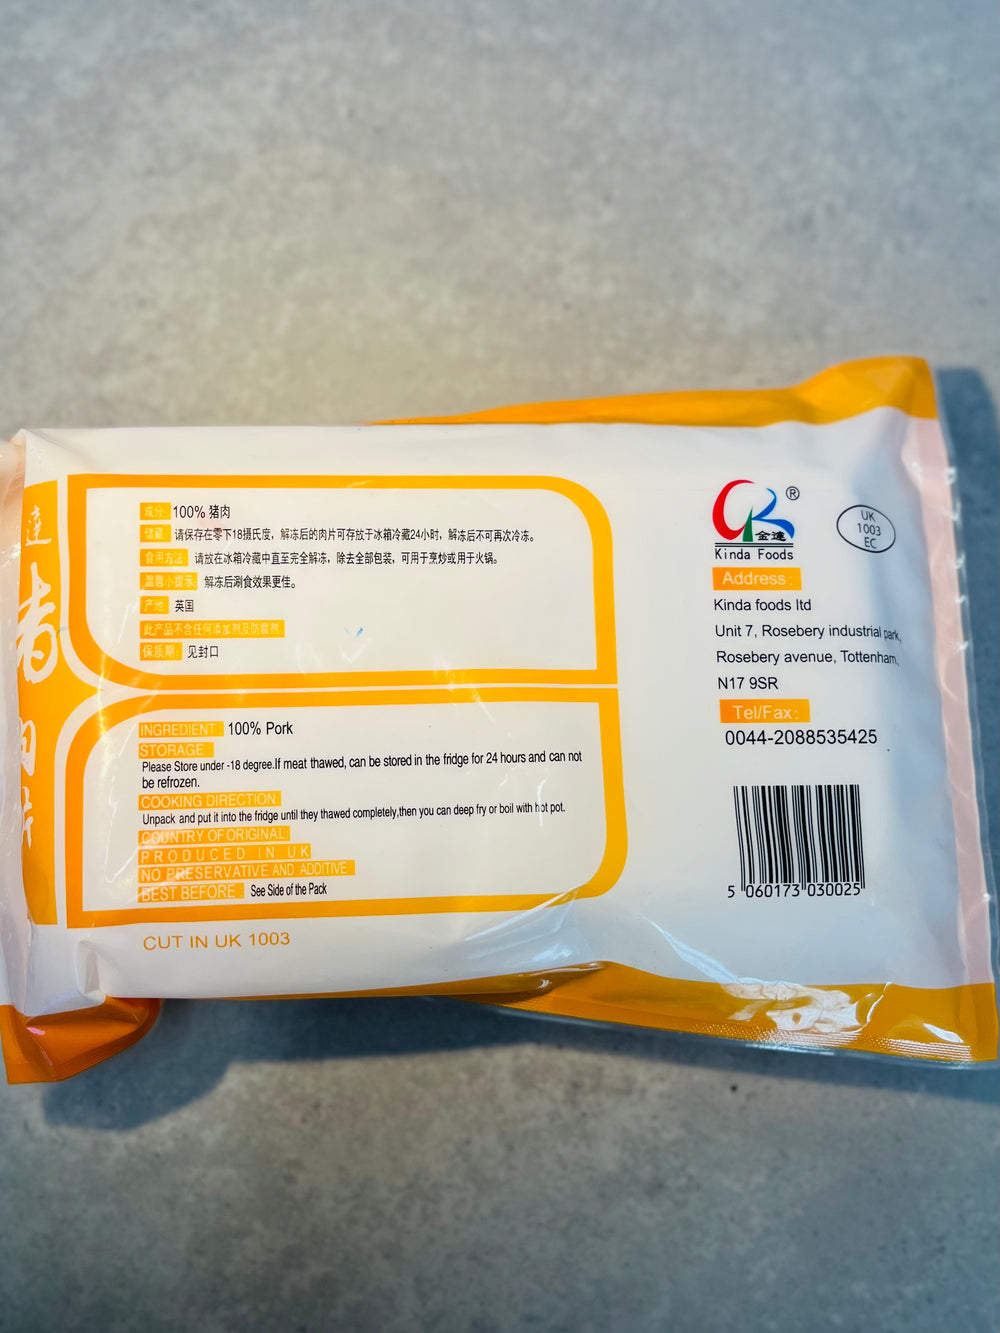 成分: 100% 猪肉
储藏: 请保存在零下18摄氏度，解冻后的肉片可存放于冰箱冷藏24小时，解冻后不可再次冷冻。
食用方法: 请放在冰箱冷藏中直至完全解冻，除去全部包装，可用于烹炒或用于火锅。
温馨小提示: 解冻后涮食效果更佳。
产地: 英国
此产品不含任何添加剂及防腐剂
保质期: 见封口
INGREDIENT: 100% Pork
STORAGE:
Please Store under -18 degree.If meat thawed, can be stored in the fridge for 24 hours and can not
be refrozen.
COOKING DIRECTION:
Unpack and put it into the fridge until they thawed completely,then you can deep fry or boil with hot pot.
COUNTRY OF ORIGINAL:
PRODUCED IN UK
NO PRESERVATIVE AND ADDITIVE
BEST BEFORE: See Side of the Pack
CUT IN UK 1003
®
金達
Kinda Foods
UK
1003
EC
Address:
Kinda foods ltd
Unit 7, Rosebery industrial park,
Rosebery avenue, Tottenham,
N17 9SR
Tel/Fax:
0044-2088535425
5 060173 030025
達